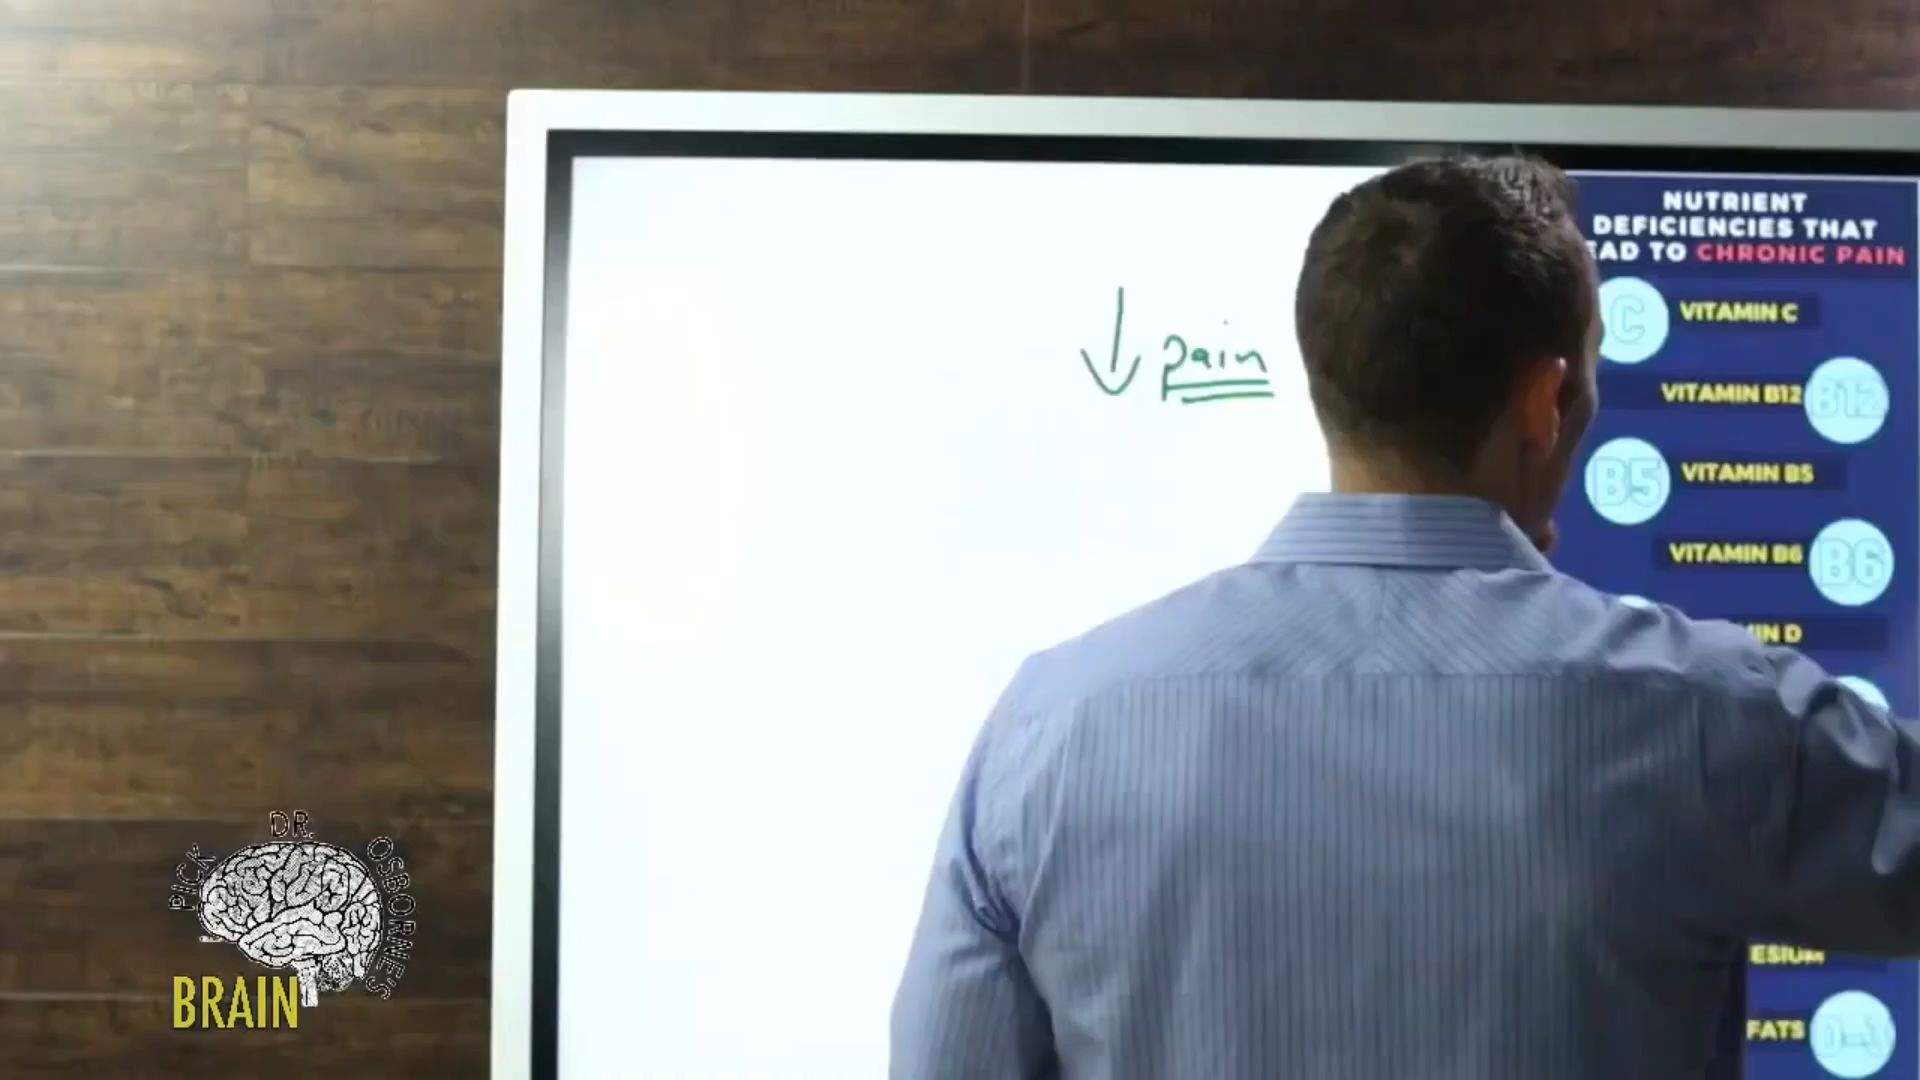 NUTRIENT
DEFICIENCIES THAT
TO CHRONIC PAIN
pain
C VITAMIN C
VITAMIN B12 B12
B5 VITAMIN B5
VITAMIN B6 B6
D
FATS
PICK DR. OSBORNE'S
BRAIN